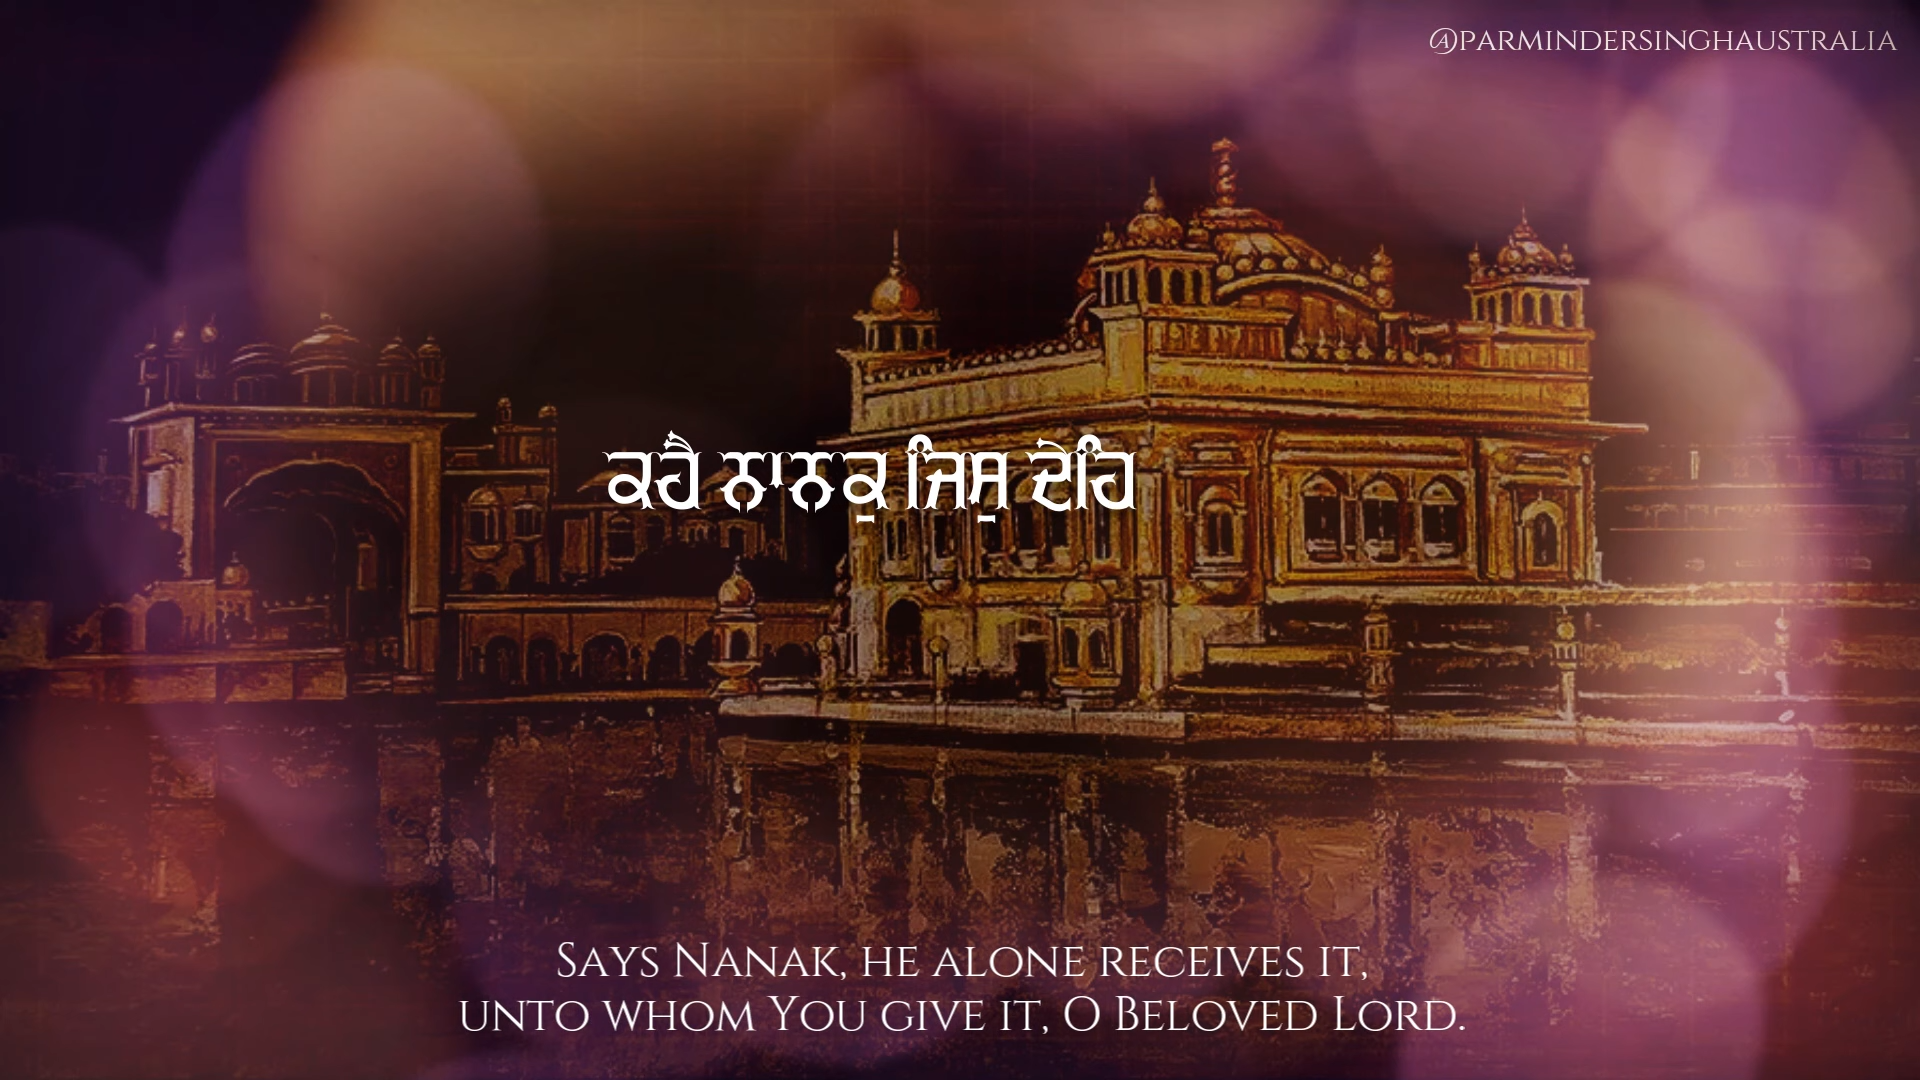 @PARMINDERSINGHAUSTRALIA
ਕਹੈ ਨਾਨਕੁ ਜਿਸੁ ਦੇਹਿ
Says Nanak, he alone receives it,
unto whom You give it, O Beloved Lord.